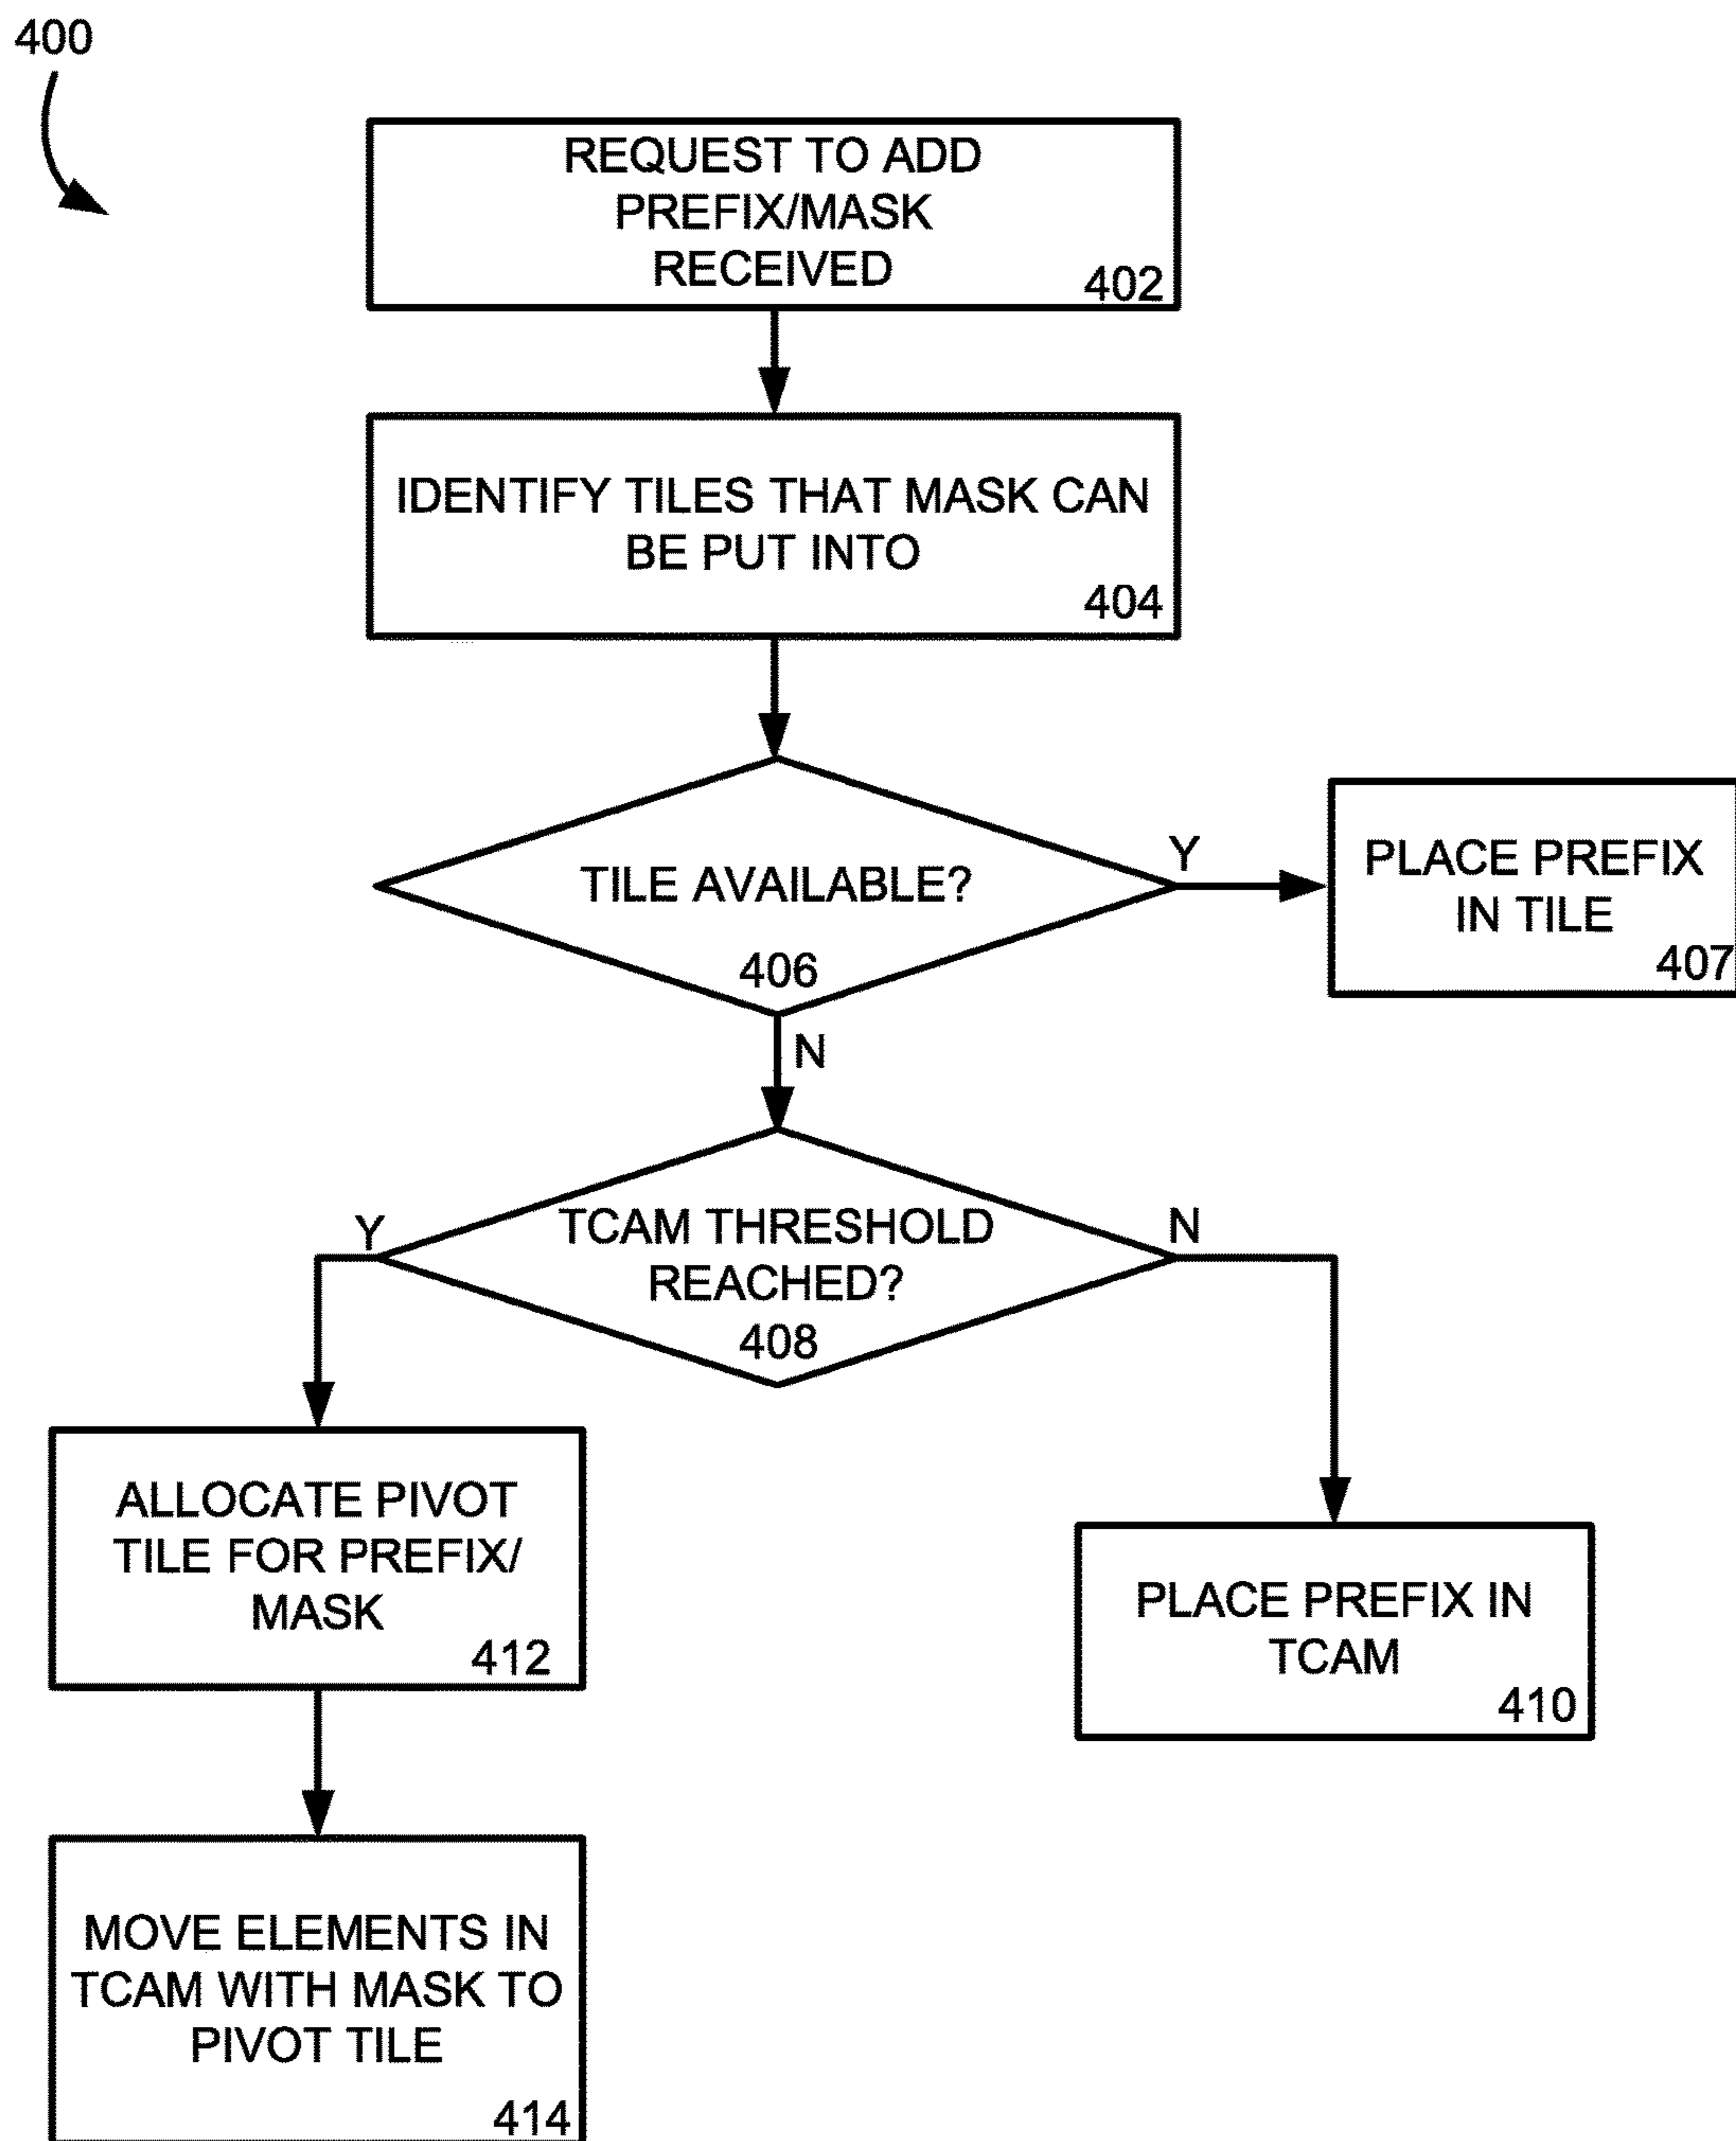 400
REQUEST TO ADD
PREFIX/MASK
RECEIVED
402
IDENTIFY TILES THAT MASK CAN
BE PUT INTO
404
TILE AVAILABLE?
406
Y
PLACE PREFIX
IN TILE
407
N
TCAM THRESHOLD
REACHED?
408
Y
N
ALLOCATE PIVOT
TILE FOR PREFIX/
MASK
412
PLACE PREFIX IN
TCAM
410
MOVE ELEMENTS IN
TCAM WITH MASK TO
PIVOT TILE
414